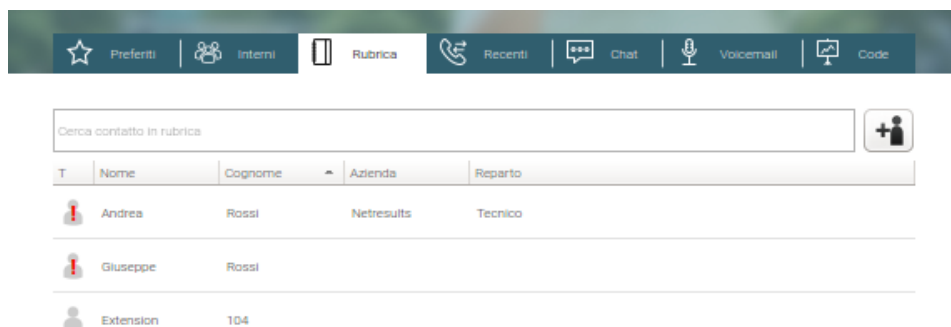 Preferiti Interni Rubrica Recenti Chat Voicemail Code
Cerca contatto in rubrica
T Nome Cognome Azienda Reparto
Andrea Rossi Netresults Tecnico
Giuseppe Rossi
Extension 104